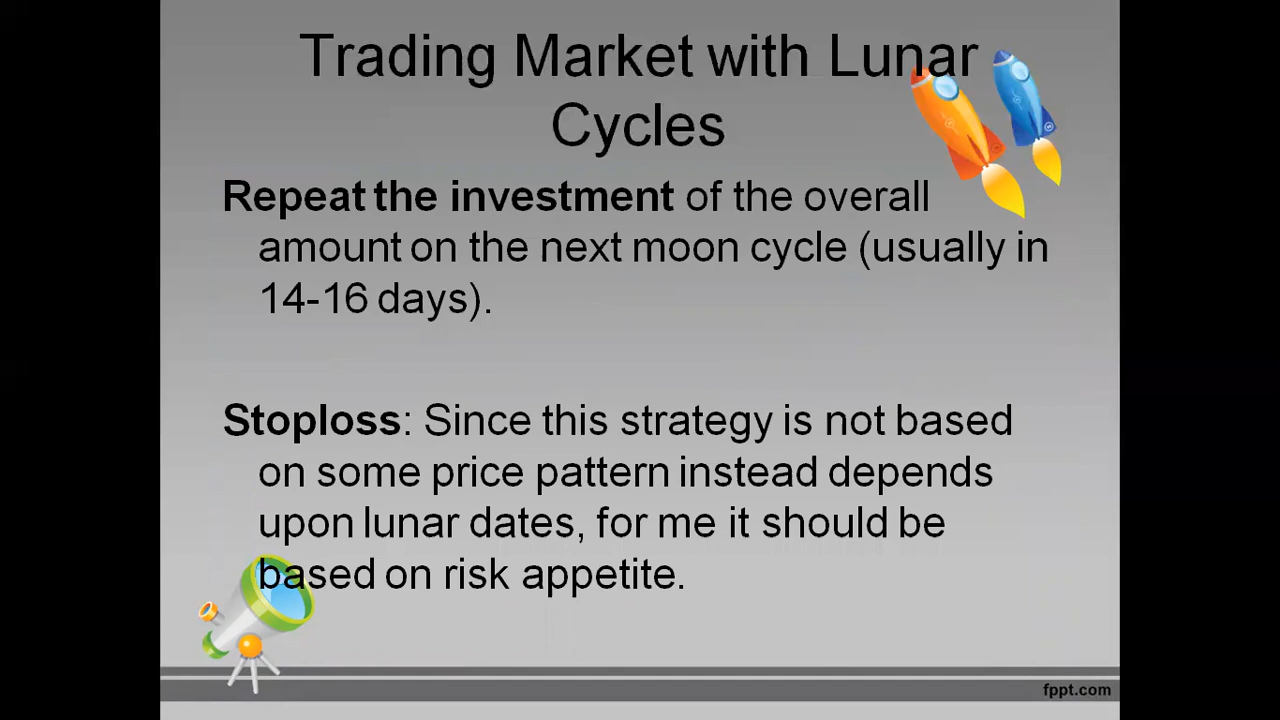 Trading Market with Lunar
Cycles
Repeat the investment of the overall
amount on the next moon cycle (usually in
14-16 days).
Stoploss: Since this strategy is not based
on some price pattern instead depends
upon lunar dates, for me it should be
based on risk appetite.
fppt.com